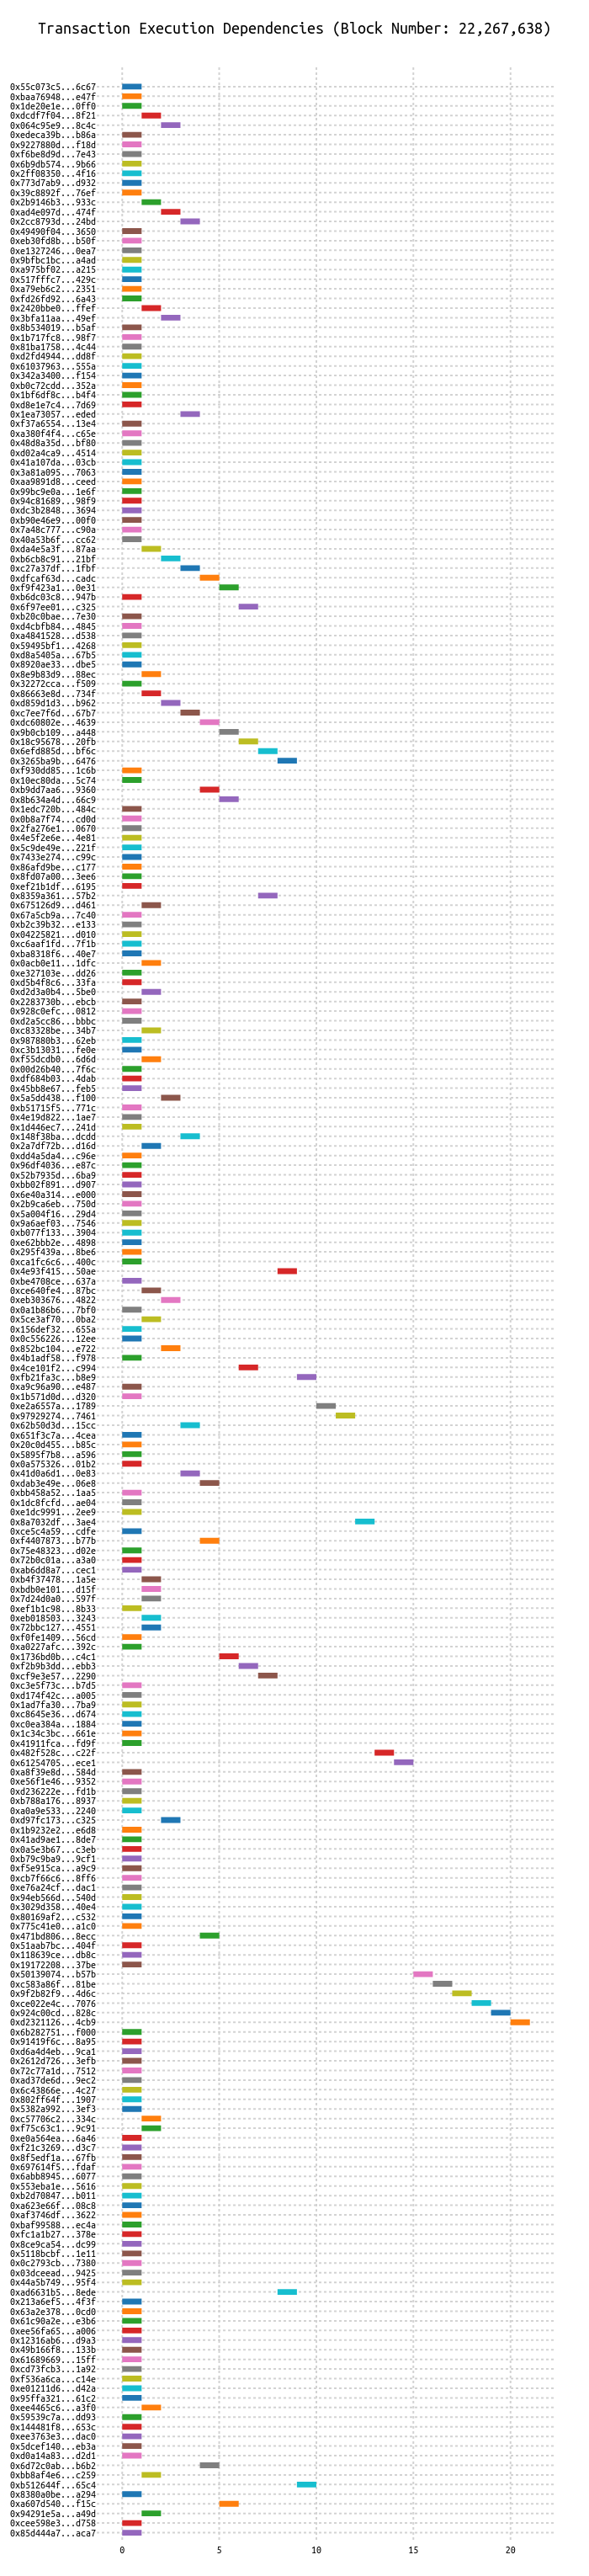 Transaction Execution Dependencies (Block Number: 22,267,638)
0x55c073c5...6c67
0xbaa76948...e47f
0x1de20e1e...0ff0
0xdcdf7f04...8f21
0x064c95e9...8c4c
0xedeca39b...b86a
0x9227880d...f18d
0xf6be8d9d...7e43
0x6b9db574...9b66
0x2ff08350...4f16
0x773d7ab9...d932
0x39c8892f...76ef
0x2b9146b3...933c
0xad4e097d...474f
0x2cc8793d...24bd
0x49490f04...3650
0xeb30fd8b...b50f
0xe1327246...0ea7
0x9bfbc1bc...a4ad
0xa975bf02...a215
0x517fffc7...429c
0xa79eb6c2...2351
0xfd26fd92...6a43
0x2420bbe0...ffef
0x3bfa11aa...49ef
0x8b534019...b5af
0x1b717fc8...98f7
0x81ba1758...4c44
0xd2fd4944...dd8f
0x61037963...555a
0x342a3400...f154
0xb0c72cdd...352a
0x1bf6df8c...b4f4
0xd8e1e7c4...7d69
0x1ea73057...eded
0xf37a6554...13e4
0xa380f4f4...c65e
0x48d8a35d...bf80
0xd02a4ca9...4514
0x41a107da...03cb
0x3a81a095...7063
0xaa9891d8...ceed
0x99bc9e0a...1e6f
0x94c81689...98f9
0xdc3b2848...3694
0xb90e46e9...00f0
0x7a48c777...c90a
0x40a53b6f...cc62
0xda4e5a3f...87aa
0xb6cb8c91...21bf
0xc27a37df...1fbf
0xdfcaf63d...cadc
0xf9f423a1...0e31
0xb6dc03c8...947b
0x6f97ee01...c325
0xb20c0bae...7e30
0xd4cbfb84...4845
0xa4841528...d538
0x59495bf1...4268
0xd8a5405a...67b5
0x8920ae33...dbe5
0x8e9b83d9...88ec
0x32272cca...f509
0x86663e8d...734f
0xd859d1d3...b962
0xc7ee7f6d...67b7
0xdc60802e...4639
0x9b0cb109...a448
0x18c95678...20fb
0x6efd885d...bf6c
0x3265ba9b...6476
0xf930dd85...1c6b
0x10ec80da...5c74
0xb9dd7aa6...9360
0x8b634a4d...66c9
0x1edc720b...484c
0x0b8a7f74...cd0d
0x2fa276e1...0670
0x4e5f2e6e...4e81
0x5c9de49e...221f
0x7433e274...c99c
0x86afd9be...c177
0x8fd07a00...3ee6
0xef21b1df...6195
0x8359a361...57b2
0x675126d9...d461
0x67a5cb9a...7c40
0xb2c39b32...e133
0x04225821...d010
0xc6aaf1fd...7f1b
0xba8318f6...40e7
0x0acb0e11...1dfc
0xe327103e...dd26
0xd5b4f8c6...33fa
0xd2d3a0b4...5be0
0x2283730b...ebcb
0x928c0efc...0812
0xd2a5cc86...bbbc
0xc83328be...34b7
0x987880b3...62eb
0xc3b13031...fe0e
0xf55dcdb0...6d6d
0x00d26b40...7f6c
0xdf684b03...4dab
0x45bb8e67...feb5
0x5a5dd438...f100
0xb51715f5...771c
0x4e19d822...1ae7
0x1d446ec7...241d
0x148f38ba...dcdd
0x2a7df72b...d16d
0xdd4a5da4...c96e
0x96df4036...e87c
0x52b7935d...6ba9
0xbb02f891...d907
0x6e40a314...e000
0x2b9ca6eb...750d
0x5a004f16...29d4
0x9a6aef03...7546
0xb077f133...3904
0xe62bbb2e...4898
0x295f439a...8be6
0xca1fc6c6...400c
0x4e93f415...50ae
0xbe4708ce...637a
0xce640fe4...87bc
0xeb303676...4822
0x0a1b86b6...7bf0
0x5ce3af70...0ba2
0x156def32...655a
0x0c556226...12ee
0x852bc104...e722
0x4b1adf58...f978
0x4ce101f2...c994
0xfb21fa3c...b8e9
0xa9c96a90...e487
0x1b571d0d...d320
0xe2a6557a...1789
0x97929274...7461
0x62b50d3d...15cc
0x651f3c7a...4cea
0x20c0d455...b85c
0x5895f7b8...a596
0x0a575326...01b2
0x41d0a6d1...0e83
0xdab3e49e...06e8
0xbb458a52...1aa5
0x1dc8fcfd...ae04
0xe1dc9991...2ee9
0x8a7032df...3ae4
0xce5c4a59...cdfe
0xf4407873...b77b
0x75e48323...d02e
0x72b0c01a...a3a0
0xab6dd8a7...cec1
0xb4f37478...1a5e
0xbdb0e101...d15f
0x7d24d0a0...597f
0xef1b1c98...8b33
0xeb018503...3243
0x72bbc127...4551
0xf0fe1409...56cd
0xa0227afc...392c
0x1736bd0b...c4c1
0xf2b9b3dd...ebb3
0xcf9e3e57...2290
0xc3e5f73c...b7d5
0xd174f42c...a005
0x1ad7fa30...7ba9
0xc8645e36...d674
0xc0ea384a...1884
0x1c34c3bc...661e
0x41911fca...fd9f
0x482f528c...c22f
0x61254705...ece1
0xa8f39e8d...584d
0xe56f1e46...9352
0xd236222e...fd1b
0xb788a176...8937
0xa0a9e533...2240
0xd97fc173...c325
0x1b9232e2...e6d8
0x41ad9ae1...8de7
0x0a5e3b67...c3eb
0xb79c9ba9...9cf1
0xf5e915ca...a9c9
0xcb7f66c6...8ff6
0xe76a24cf...dac1
0x94eb566d...540d
0x3029d358...40e4
0x80169af2...c532
0x775c41e0...a1c0
0x471bd806...8ecc
0x51aab7bc...404f
0x118639ce...db8c
0x19172208...37be
0x50139074...b57b
0xc583a86f...81be
0x9f2b82f9...4d6c
0xce022e4c...7076
0x924c00cd...828c
0xd2321126...4cb9
0x6b282751...f000
0x91419f6c...8a95
0xd6a4d4eb...9ca1
0x2612d726...3efb
0x72c77a1d...7512
0xad37de6d...9ec2
0x6c43866e...4c27
0x802ff64f...1907
0x5382a992...3ef3
0xc57706c2...334c
0xf75c63c1...9c91
0xe0a564ea...6a46
0xf21c3269...d3c7
0x8f5edf1a...67fb
0x697614f5...fdaf
0x6abb8945...6077
0x553eba1e...5616
0xb2d70847...b011
0xa623e66f...08c8
0xaf3746df...3622
0xbaf99588...ec4a
0xfc1a1b27...378e
0x8ce9ca54...dc99
0x5118bcbf...1e11
0x0c2793cb...7380
0x03dceead...9425
0x44a5b749...95f4
0xad6631b5...8ede
0x213a6ef5...4f3f
0x63a2e378...0cd0
0x61c90a2e...e3b6
0xee56fa65...a006
0x12316ab6...d9a3
0x49b166f8...133b
0x61689669...15ff
0xcd73fcb3...1a92
0xf536a6ca...c14e
0xe01211d6...d42a
0x95ffa321...61c2
0xee4465c6...a3f0
0x59539c7a...dd93
0x144481f8...653c
0xee3763e3...dac0
0x5dcef140...eb3a
0xd0a14a83...d2d1
0x6d72c0ab...b6b2
0xbb8af4e6...c259
0xb512644f...65c4
0x8380a0be...a294
0xa607d540...f15c
0x94291e5a...a49d
0xcee598e3...d758
0x85d444a7...aca7
0 5 10 15 20